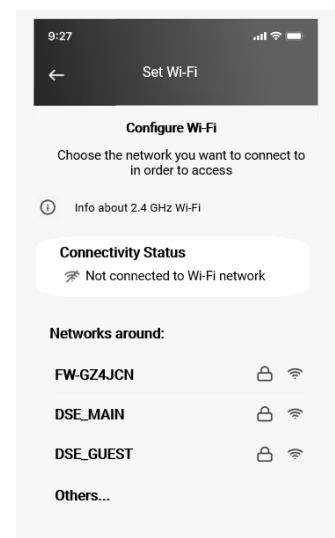 9:27
Set Wi-Fi
Configure Wi-Fi
Choose the network you want to connect to
in order to access
Info about 2.4 GHz Wi-Fi
Connectivity Status
Not connected to Wi-Fi network
Networks around:
FW-GZ4JCN
DSE_MAIN
DSE_GUEST
Others...